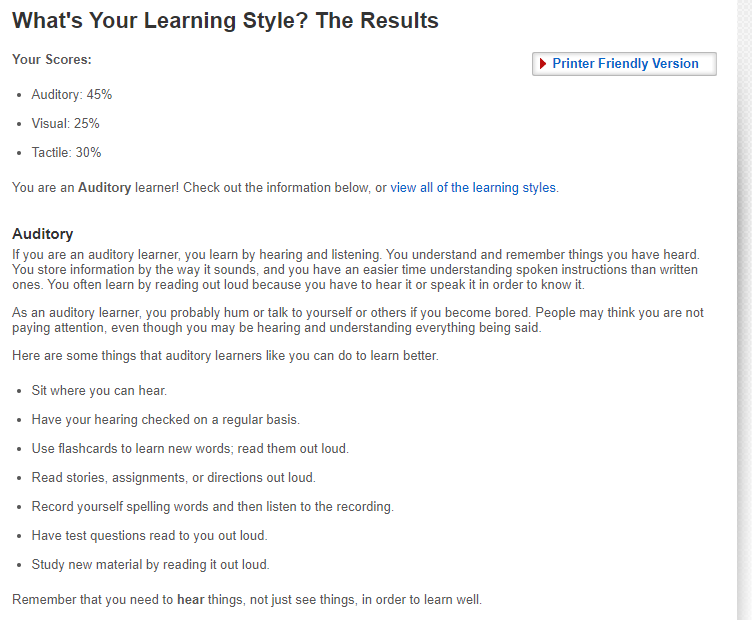 What's Your Learning Style? The Results
Your Scores:
Printer Friendly Version
• Auditory: 45%
• Visual: 25%
• Tactile: 30%
You are an Auditory learner! Check out the information below, or view all of the learning styles.
Auditory
If you are an auditory learner, you learn by hearing and listening. You understand and remember things you have heard.
You store information by the way it sounds, and you have an easier time understanding spoken instructions than written
ones. You often learn by reading out loud because you have to hear it or speak it in order to know it.
As an auditory learner, you probably hum or talk to yourself or others if you become bored. People may think you are not
paying attention, even though you may be hearing and understanding everything being said.
Here are some things that auditory learners like you can do to learn better.
• Sit where you can hear.
• Have your hearing checked on a regular basis.
• Use flashcards to learn new words; read them out loud.
• Read stories, assignments, or directions out loud.
• Record yourself spelling words and then listen to the recording.
• Have test questions read to you out loud.
• Study new material by reading it out loud.
Remember that you need to hear things, not just see things, in order to learn well.